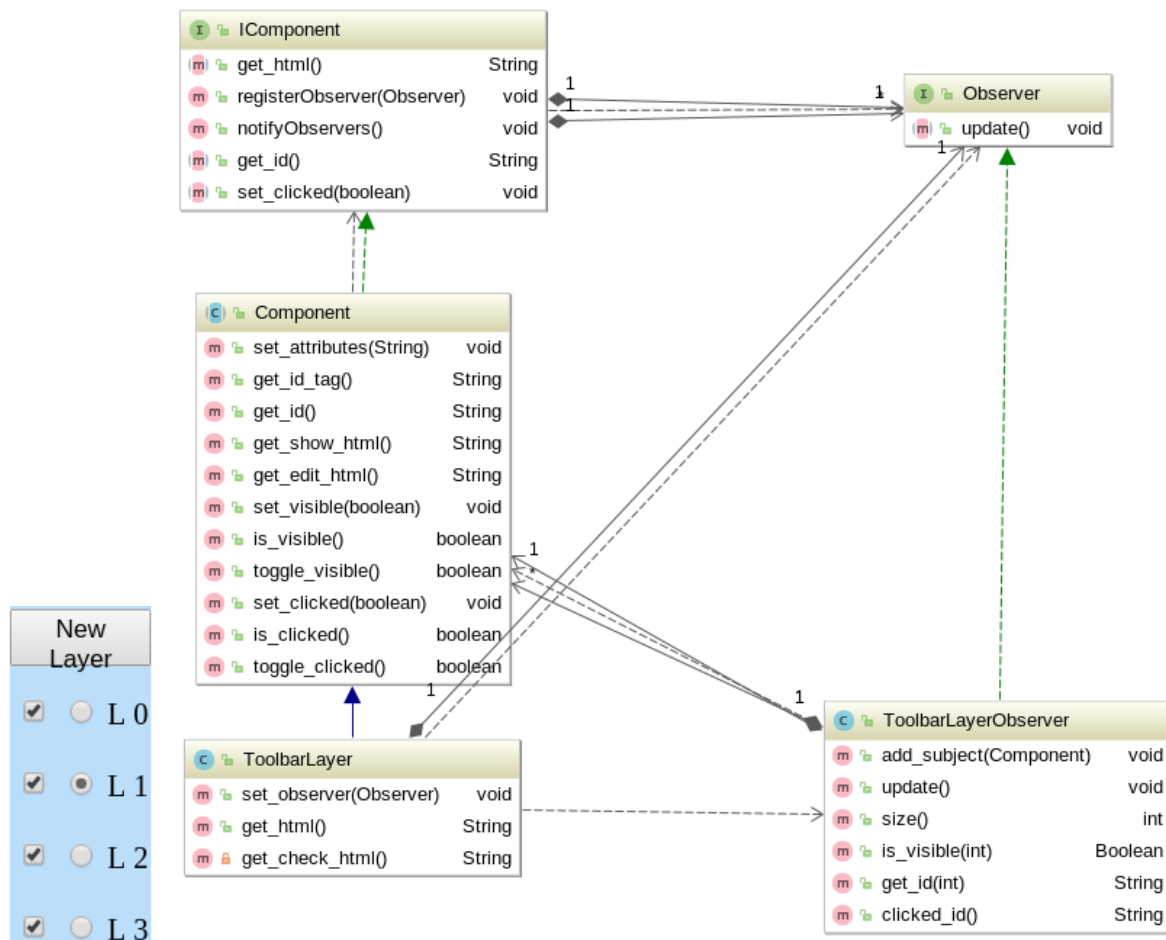 IComponent
get_html() String
registerObserver(Observer) void
notifyObservers() void
get_id() String
set_clicked(boolean) void
1
1
1
*
Observer
update() void
1
Component
set_attributes(String) void
get_id_tag() String
get_id() String
get_show_html() String
get_edit_html() String
set_visible(boolean) void
is_visible() boolean
toggle_visible() boolean
set_clicked(boolean) void
is_clicked() boolean
toggle_clicked() boolean
1
*
1
1
ToolbarLayer
set_observer(Observer) void
get_html() String
get_check_html() String
ToolbarLayerObserver
add_subject(Component) void
update() void
size() int
is_visible(int) Boolean
get_id(int) String
clicked_id() String
New
Layer
L 0
L 1
L 2
L 3